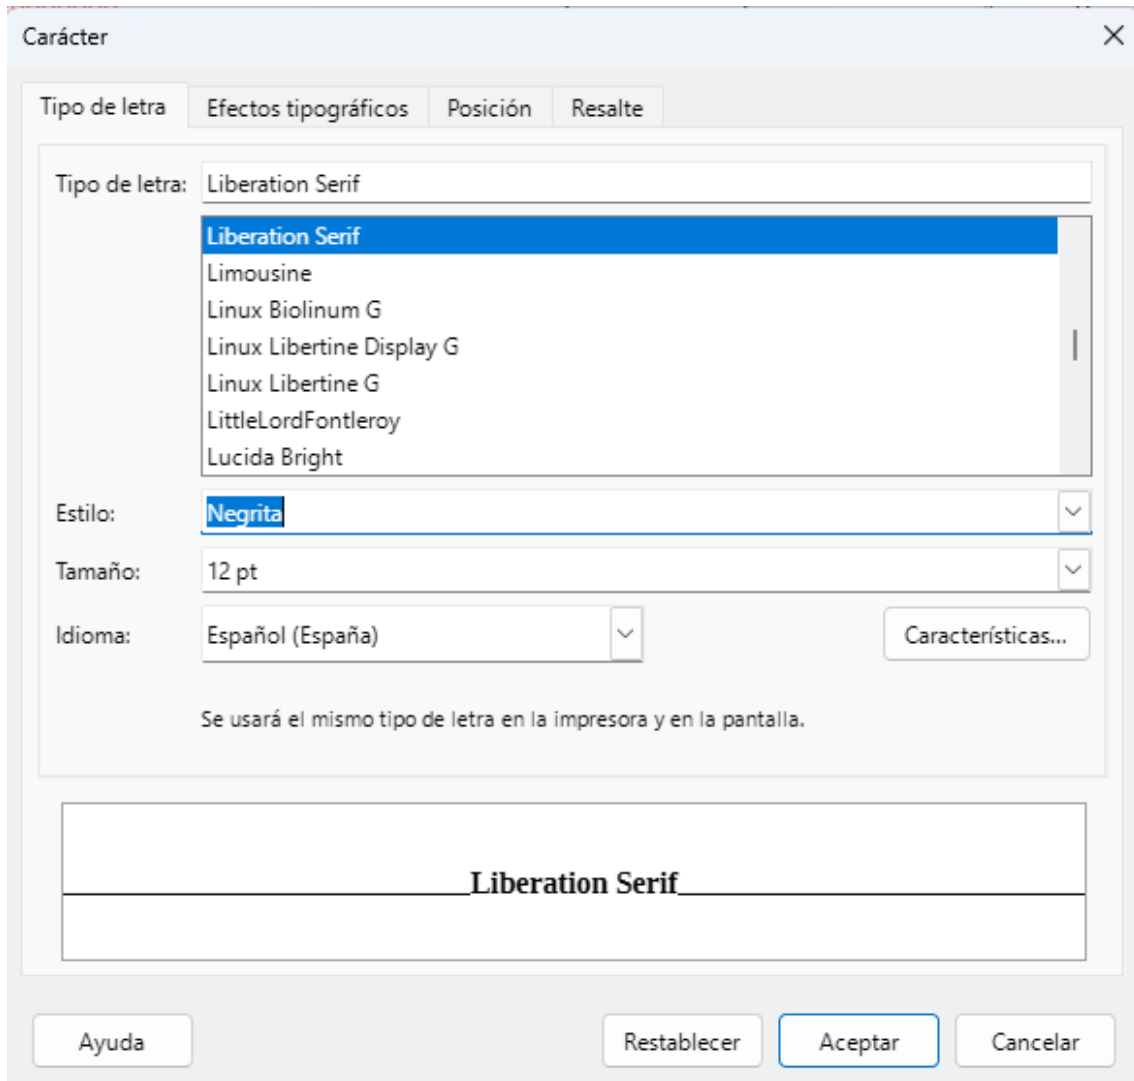 Carácter
Tipo de letra Efectos tipográficos Posición Resalte
Tipo de letra: Liberation Serif
Liberation Serif
Limousine
Linux Biolinum G
Linux Libertine Display G
Linux Libertine G
LittleLordFontleroy
Lucida Bright
Estilo: Negrita
Tamaño: 12 pt
Idioma: Español (España) Características...
Se usará el mismo tipo de letra en la impresora y en la pantalla.
Liberation Serif
Ayuda Restablecer Aceptar Cancelar